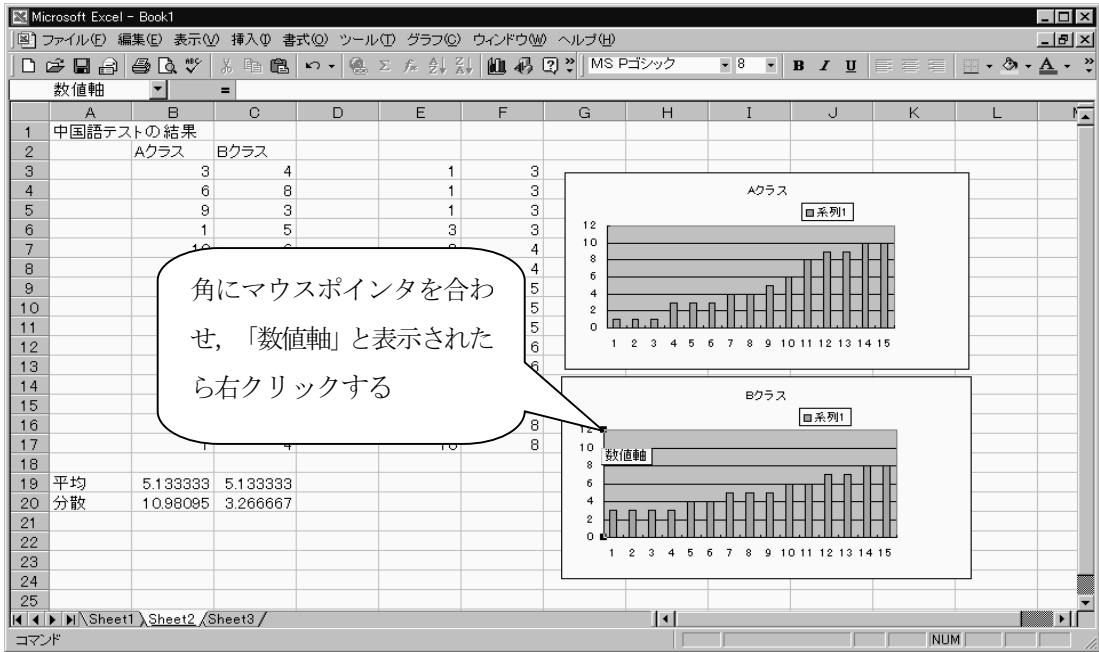 Microsoft Excel - Book1
ファイル(F) 編集(E) 表示(V) 挿入(I) 書式(O) ツール(T) グラフ(C) ウィンドウ(W) ヘルプ(H)
MS Pゴシック 8 B I U
数値軸 =
A B C D E F G H I J K L
1 中国語テストの結果
2 Aクラス Bクラス
3 3 4 1 3
4 6 8 1 3
5 9 3 1 3
6 1 5 3 3
7 4
8 4
9 5
10 5
11 5
12 6
13 6
14
15
16 8
17 8
18
19 平均 5.133333 5.133333
20 分散 10.98095 3.266667
21
22
23
24
25
角にマウスポインタを合わ
せ,「数値軸」と表示された
ら右クリックする
Aクラス
系列1
12
10
8
6
4
2
0
1 2 3 4 5 6 7 8 9 10 11 12 13 14 15
Bクラス
系列1
12
10
数値軸
8
6
4
2
0
1 2 3 4 5 6 7 8 9 10 11 12 13 14 15
Sheet1 Sheet2 Sheet3
コマンド NUM